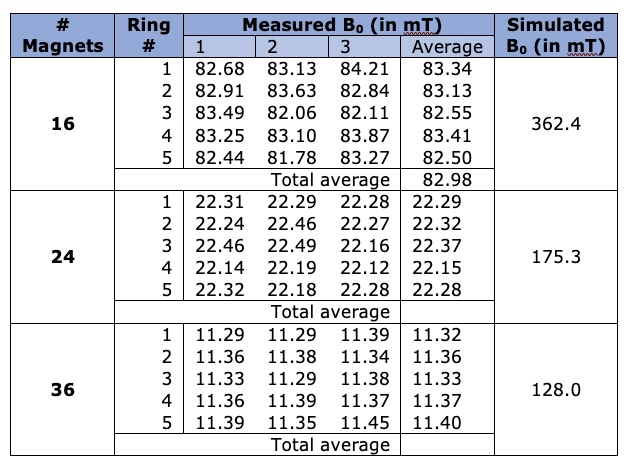 # Magnets Ring # Measured B₀ (in mT) Simulated B₀ (in mT)
1 2 3 Average
16 362.4
1 82.68 83.13 84.21 83.34
2 82.91 83.63 82.84 83.13
3 83.49 82.06 82.11 82.55
4 83.25 83.10 83.87 83.41
5 82.44 81.78 83.27 82.50
Total average 82.98
24 175.3
1 22.31 22.29 22.28 22.29
2 22.24 22.46 22.27 22.32
3 22.46 22.49 22.16 22.37
4 22.14 22.19 22.12 22.15
5 22.32 22.18 22.28 22.28
Total average
36 128.0
1 11.29 11.29 11.39 11.32
2 11.36 11.38 11.34 11.36
3 11.33 11.29 11.38 11.33
4 11.36 11.39 11.37 11.37
5 11.39 11.35 11.45 11.40
Total average